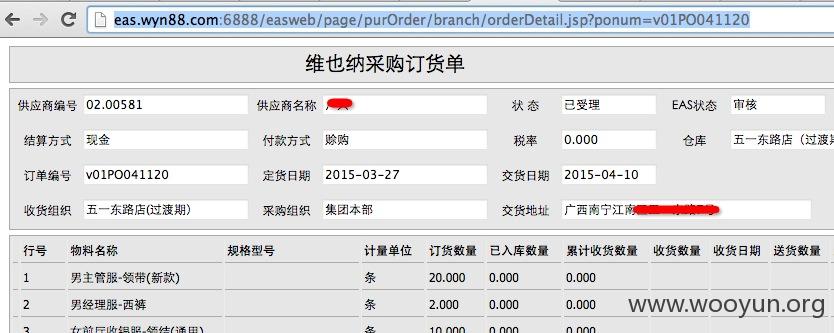 eas.wyn88.com:6888/easweb/page/purOrder/branch/orderDetail.jsp?ponum=v01PO041120
维也纳采购订货单
供应商编号 02.00581 供应商名称 状 态 已受理 EAS状态 审核
结算方式 现金 付款方式 赊购 税率 0.000 仓库 五一东路店（过渡期
订单编号 v01PO041120 定货日期 2015-03-27 交货日期 2015-04-10
收货组织 五一东路店(过渡期） 采购组织 集团本部 交货地址 广西南宁江南
行号 物料名称 规格型号 计量单位 订货数量 已入库数量 累计收货数量 收货数量 收货日期 送货数量
1 男主管服-领带(新款) 条 20.000 0.000 0.000
2 男经理服-西裤 条 2.000 0.000 0.000
3 女前厅收银服-领结(通用) 条 10.000 0.000 0.000
www.wooyun.org